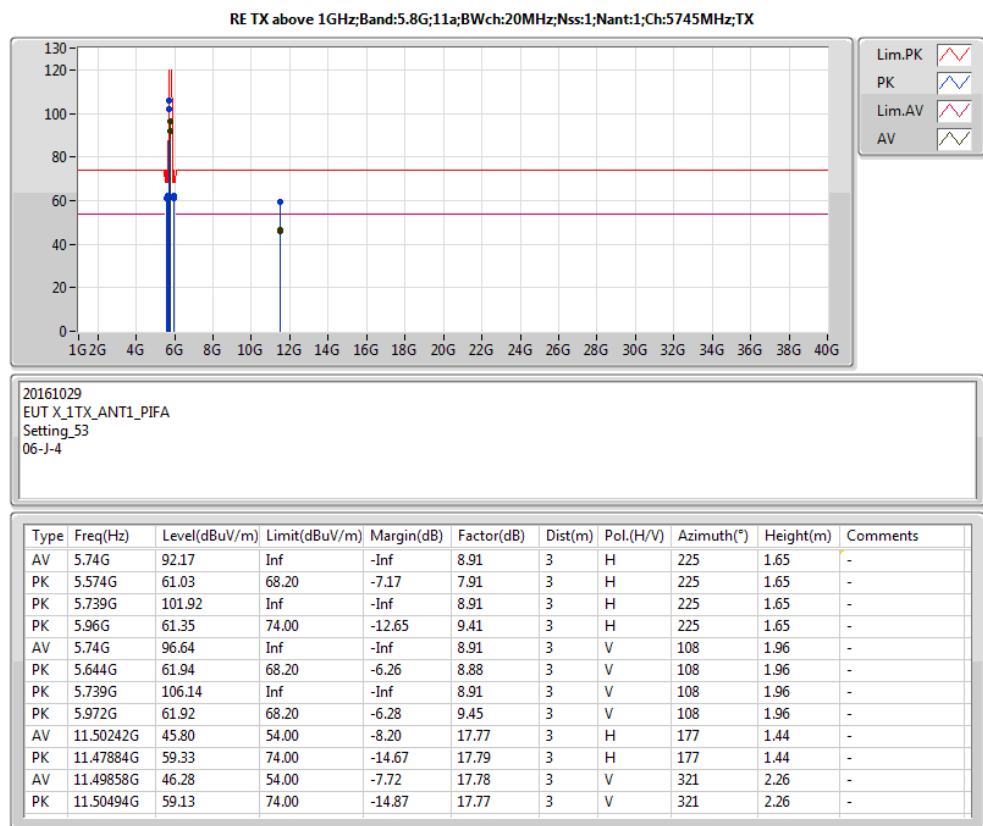 RE TX above 1GHz;Band:5.8G;11a;BWch:20MHz;Nss:1;Nant:1;Ch:5745MHz;TX
130
120
100
80
60
40
20
0
1G 2G 4G 6G 8G 10G 12G 14G 16G 18G 20G 22G 24G 26G 28G 30G 32G 34G 36G 38G 40G
Lim.PK
PK
Lim.AV
AV
20161029
EUT X_1TX_ANT1_PIFA
Setting_53
06-J-4
Type Freq(Hz) Level(dBuV/m) Limit(dBuV/m) Margin(dB) Factor(dB) Dist(m) Pol.(H/V) Azimuth(°) Height(m) Comments
AV 5.74G 92.17 Inf -Inf 8.91 3 H 225 1.65 -
PK 5.574G 61.03 68.20 -7.17 7.91 3 H 225 1.65 -
PK 5.739G 101.92 Inf -Inf 8.91 3 H 225 1.65 -
PK 5.96G 61.35 74.00 -12.65 9.41 3 H 225 1.65 -
AV 5.74G 96.64 Inf -Inf 8.91 3 V 108 1.96 -
PK 5.644G 61.94 68.20 -6.26 8.88 3 V 108 1.96 -
PK 5.739G 106.14 Inf -Inf 8.91 3 V 108 1.96 -
PK 5.972G 61.92 68.20 -6.28 9.45 3 V 108 1.96 -
AV 11.50242G 45.80 54.00 -8.20 17.77 3 H 177 1.44 -
PK 11.47884G 59.33 74.00 -14.67 17.79 3 H 177 1.44 -
AV 11.49858G 46.28 54.00 -7.72 17.78 3 V 321 2.26 -
PK 11.50494G 59.13 74.00 -14.87 17.77 3 V 321 2.26 -